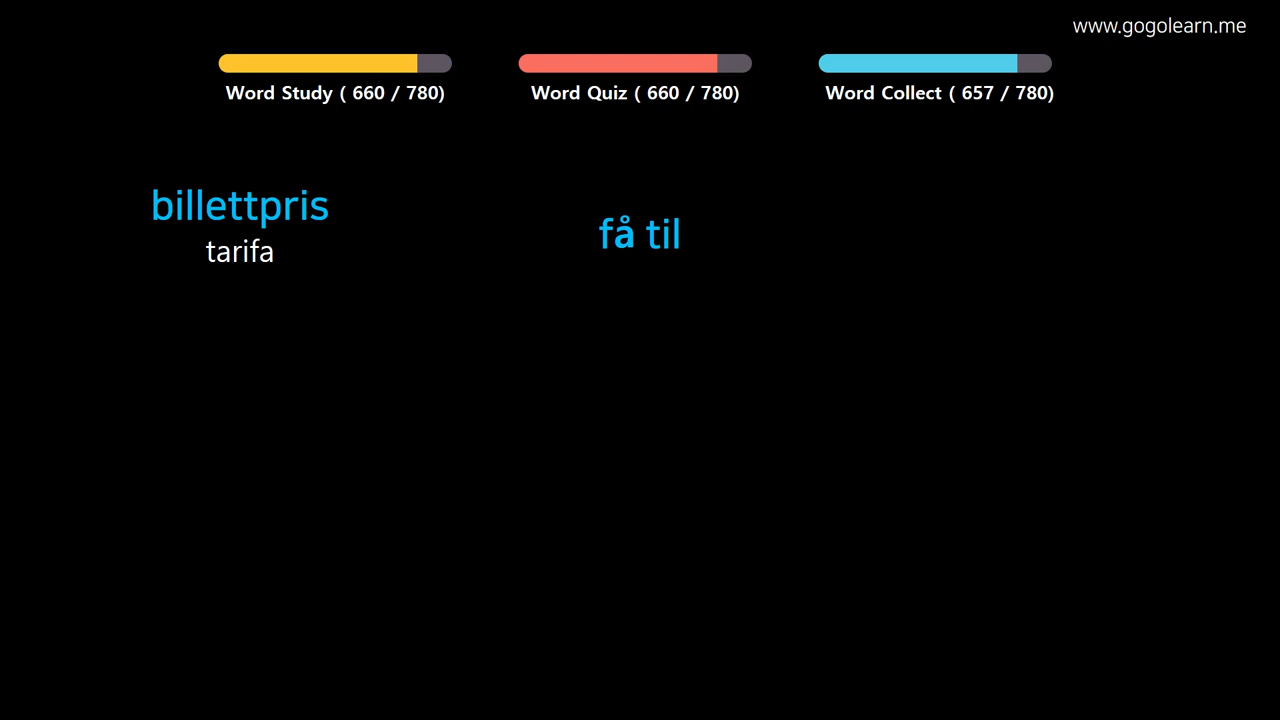 www.gogolearn.me
Word Study ( 660 / 780)
Word Quiz ( 660 / 780)
Word Collect ( 657 / 780)
billettpris
tarifa
få til